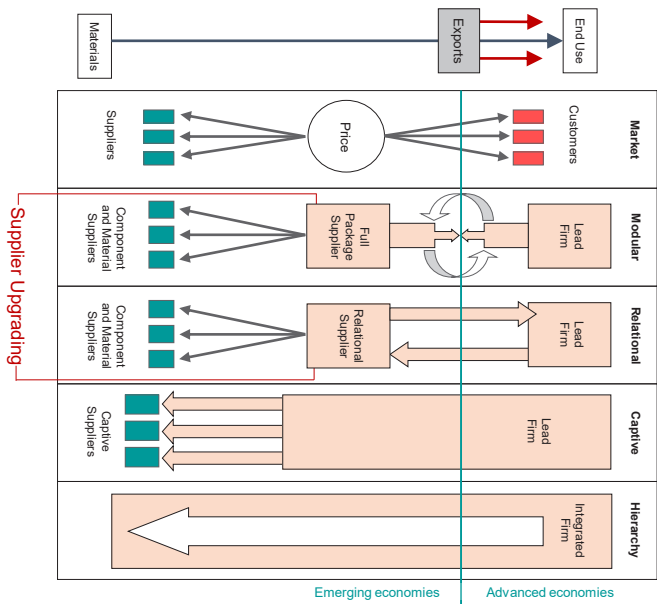 End Use
Exports
Materials
Market
Customers
Price
Suppliers
Modular
Lead
Firm
Full
Package
Supplier
Component
and Material
Suppliers
Relational
Lead
Firm
Relational
Supplier
Component
and Material
Suppliers
Supplier Upgrading
Captive
Lead
Firm
Captive
Suppliers
Hierarchy
Integrated
Firm
Emerging economies
Advanced economies